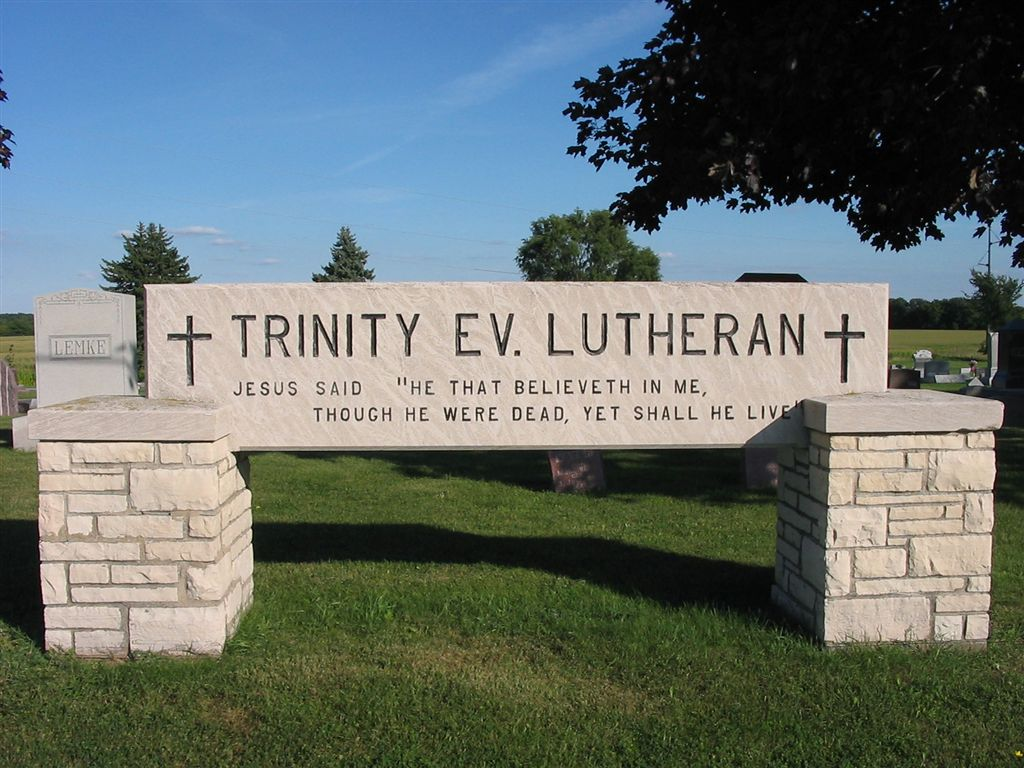 LEMKE
TRINITY EV. LUTHERAN
JESUS SAID "HE THAT BELIEVETH IN ME,
THOUGH HE WERE DEAD, YET SHALL HE LIVE"